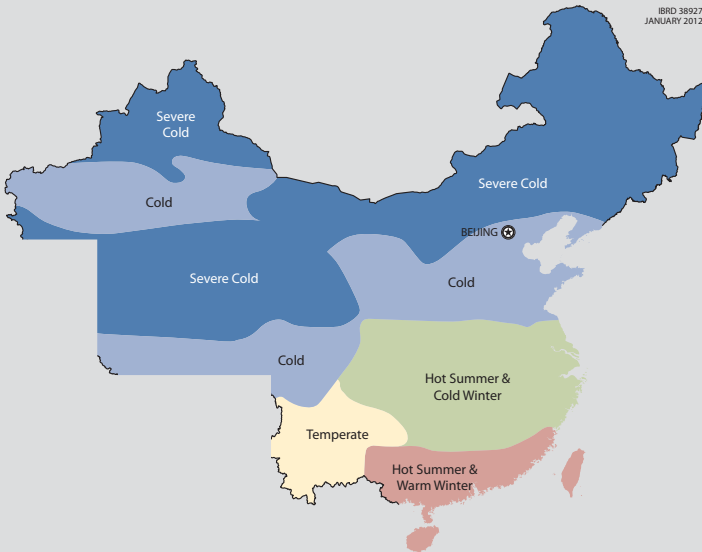 IBRD 38927
JANUARY 2012
Severe
Cold
Severe Cold
Cold
BEIJING
Severe Cold
Cold
Cold
Hot Summer &
Cold Winter
Temperate
Hot Summer &
Warm Winter